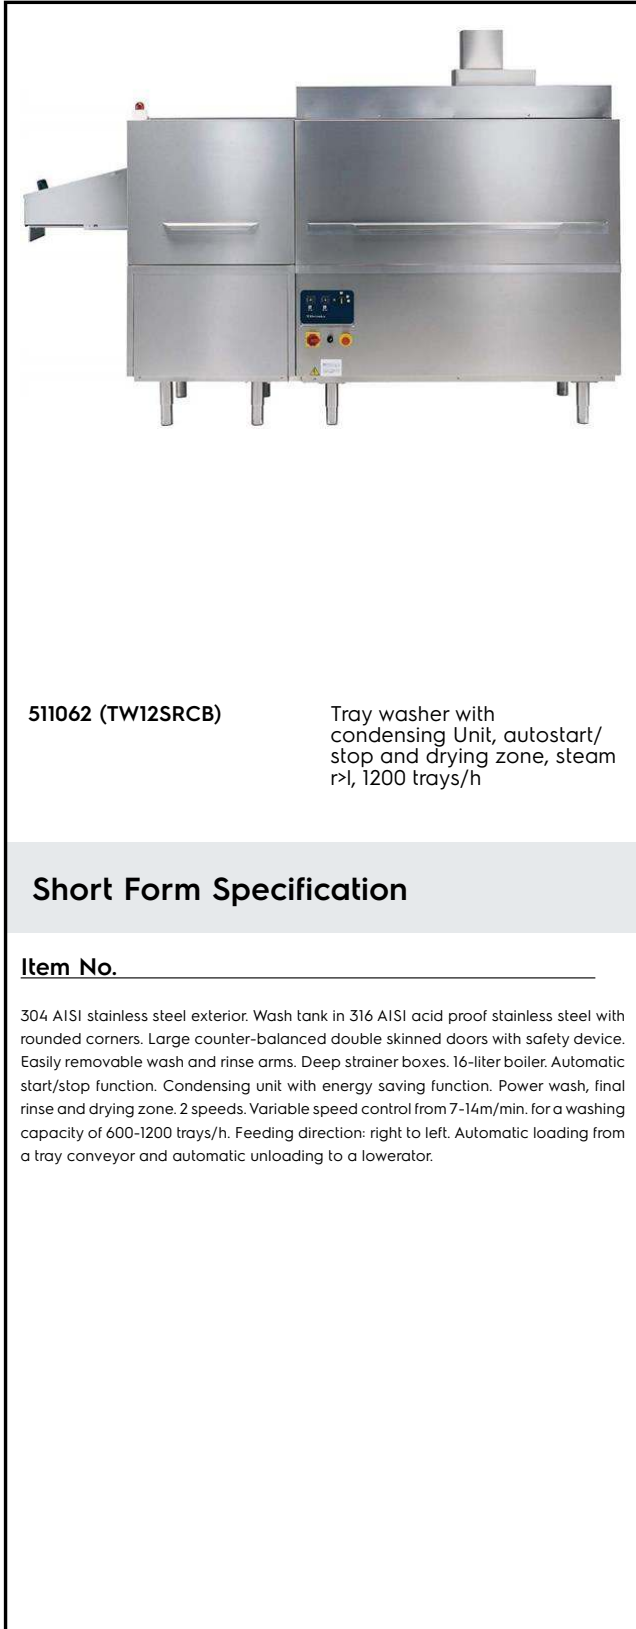 511062 (TW12SRCB)
Tray washer with
condensing Unit, autostart/
stop and drying zone, steam
r>l, 1200 trays/h
Short Form Specification
Item No.
304 AISI stainless steel exterior. Wash tank in 316 AISI acid proof stainless steel with
rounded corners. Large counter-balanced double skinned doors with safety device.
Easily removable wash and rinse arms. Deep strainer boxes. 16-liter boiler. Automatic
start/stop function. Condensing unit with energy saving function. Power wash, final
rinse and drying zone. 2 speeds. Variable speed control from 7-14m/min. for a washing
capacity of 600-1200 trays/h. Feeding direction: right to left. Automatic loading from
a tray conveyor and automatic unloading to a lowerator.